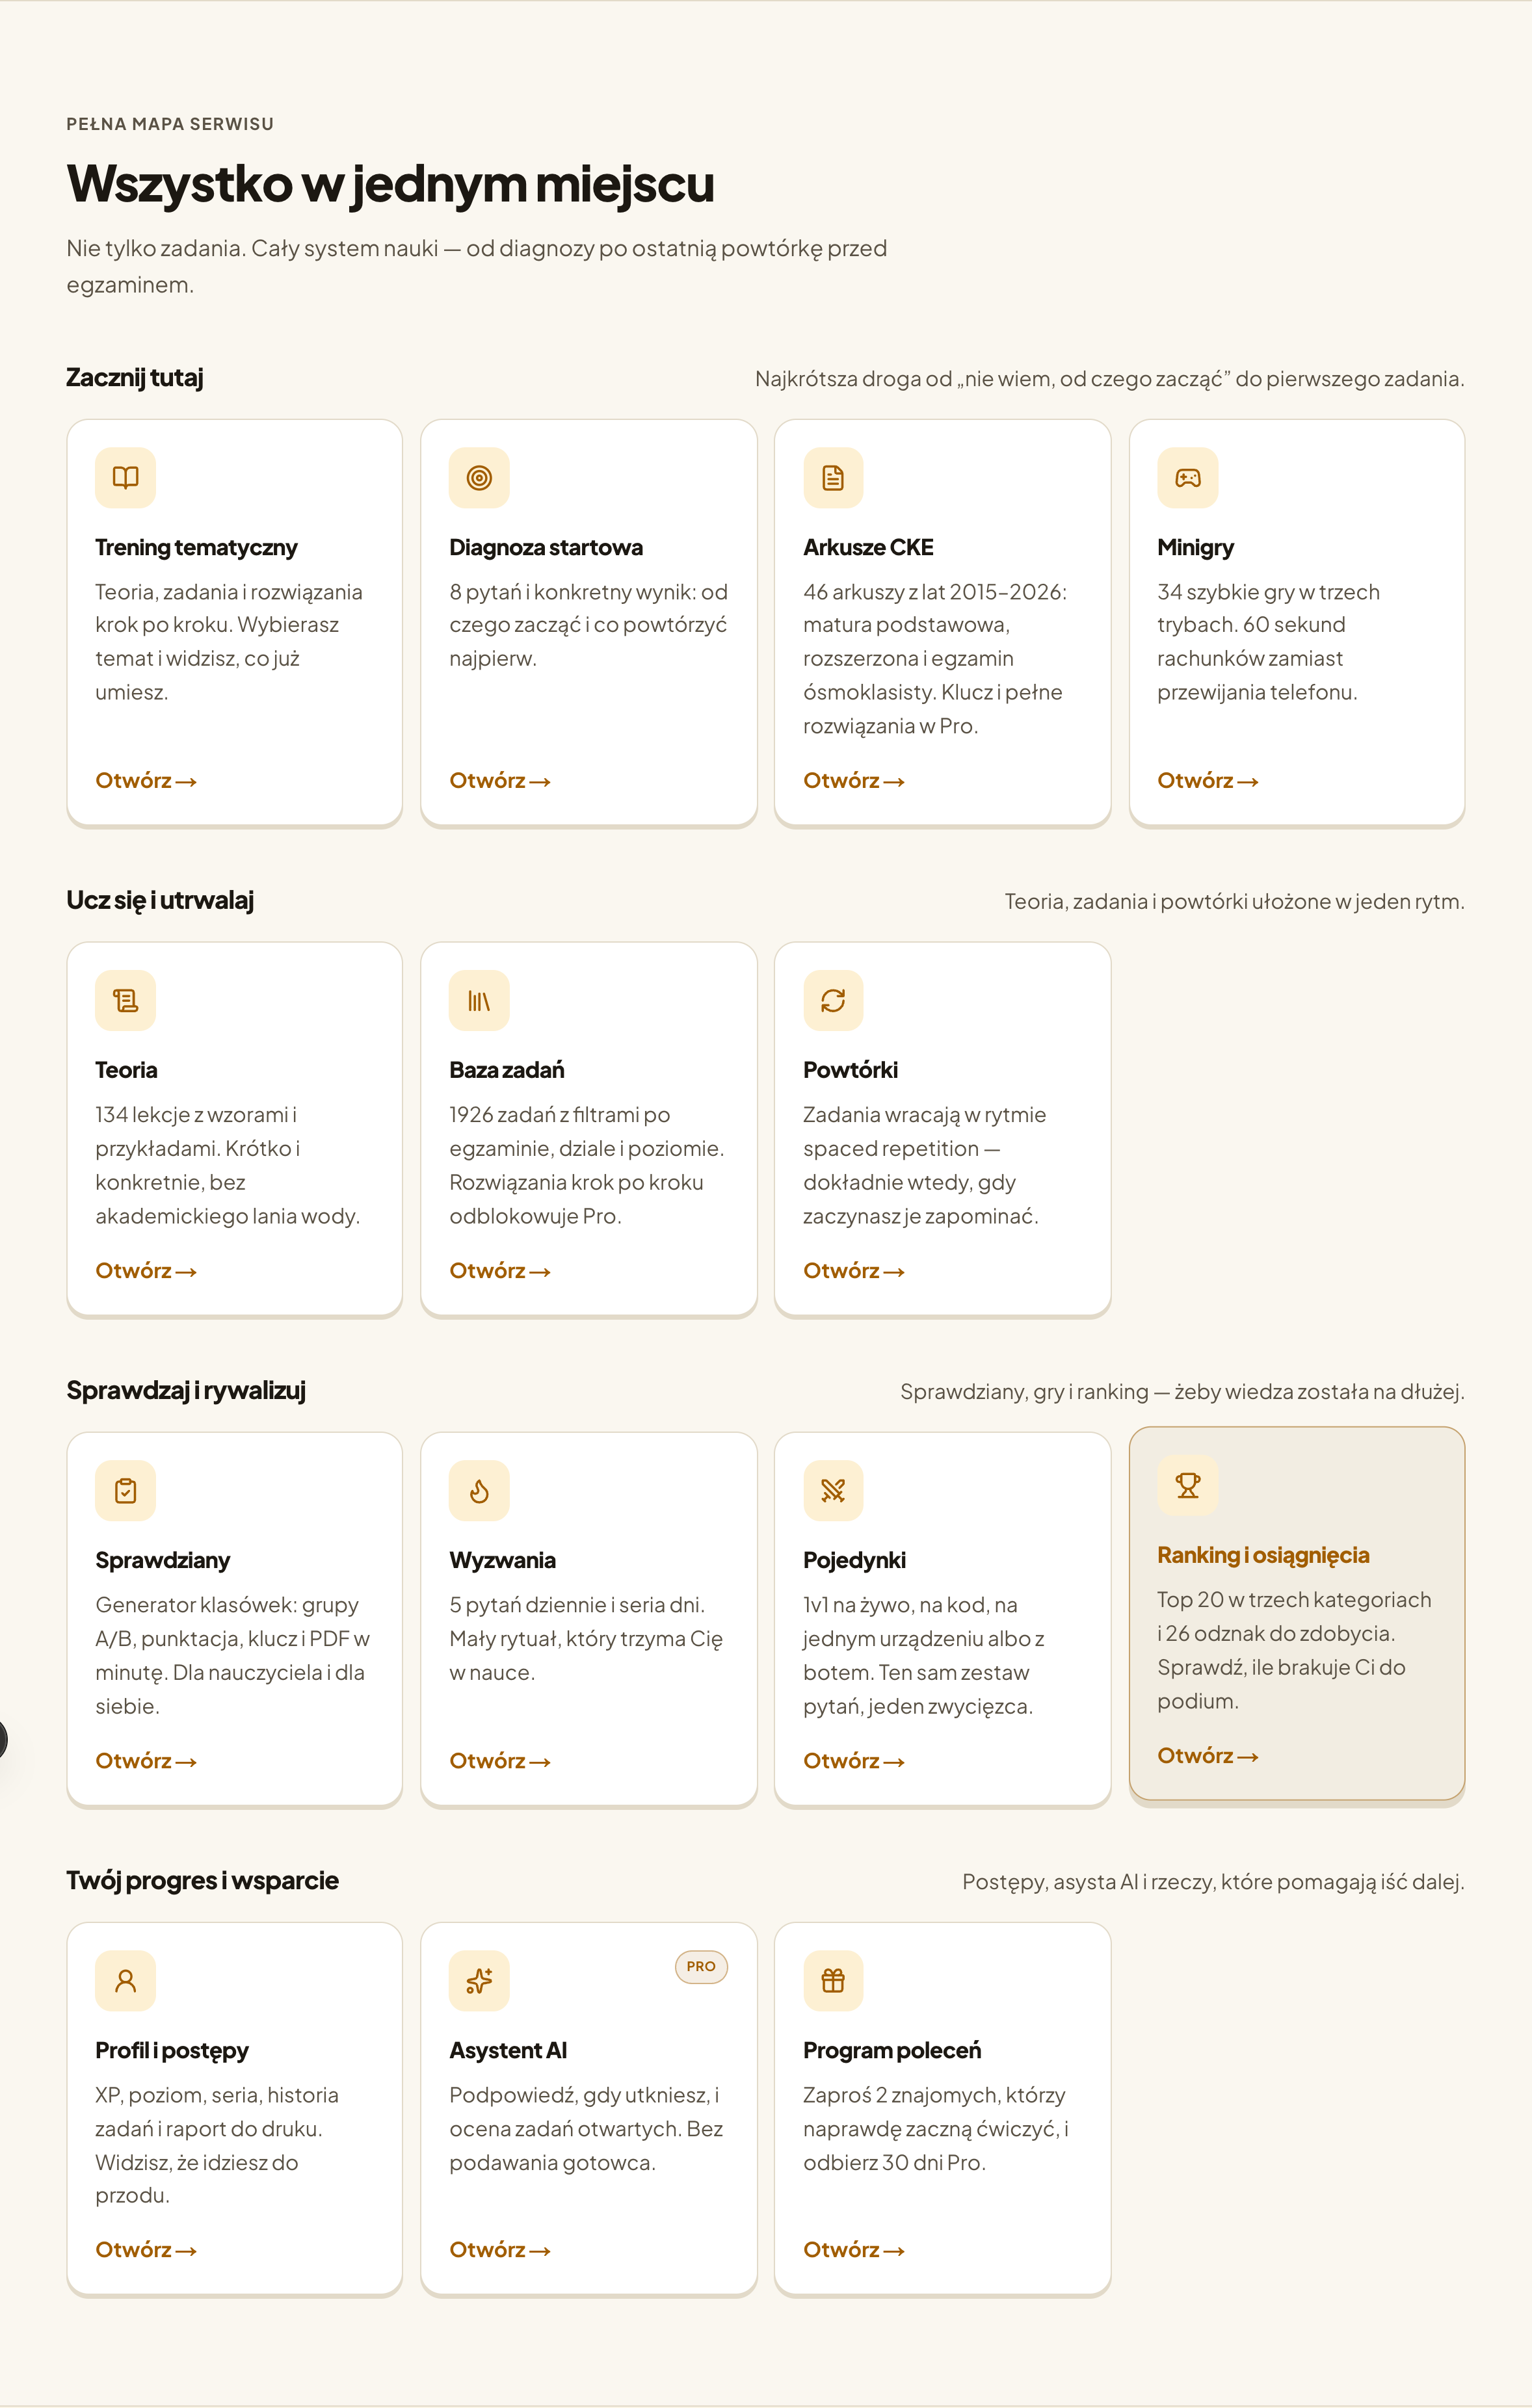 PEŁNA MAPA SERWISU
Wszystko w jednym miejscu
Nie tylko zadania. Cały system nauki — od diagnozy po ostatnią powtórkę przed
egzaminem.
Zacznij tutaj
Najkrótsza droga od „nie wiem, od czego zacząć” do pierwszego zadania.
Trening tematyczny
Teoria, zadania i rozwiązania
krok po kroku. Wybierasz
temat i widzisz, co już
umiesz.
Otwórz →
Diagnoza startowa
8 pytań i konkretny wynik: od
czego zacząć i co powtórzyć
najpierw.
Otwórz →
Arkusze CKE
46 arkuszy z lat 2015–2026:
matura podstawowa,
rozszerzona i egzamin
ósmoklasisty. Klucz i pełne
rozwiązania w Pro.
Otwórz →
Minigry
34 szybkie gry w trzech
trybach. 60 sekund
rachunków zamiast
przewijania telefonu.
Otwórz →
Ucz się i utrwalaj
Teoria, zadania i powtórki ułożone w jeden rytm.
Teoria
134 lekcje z wzorami i
przykładami. Krótko i
konkretnie, bez
akademickiego lania wody.
Otwórz →
Baza zadań
1926 zadań z filtrami po
egzaminie, dziale i poziomie.
Rozwiązania krok po kroku
odblokowuje Pro.
Otwórz →
Powtórki
Zadania wracają w rytmie
spaced repetition —
dokładnie wtedy, gdy
zaczynasz je zapominać.
Otwórz →
Sprawdzaj i rywalizuj
Sprawdziany, gry i ranking — żeby wiedza została na dłużej.
Sprawdziany
Generator klasówek: grupy
A/B, punktacja, klucz i PDF w
minutę. Dla nauczyciela i dla
siebie.
Otwórz →
Wyzwania
5 pytań dziennie i seria dni.
Mały rytuał, który trzyma Cię
w nauce.
Otwórz →
Pojedynki
1v1 na żywo, na kod, na
jednym urządzeniu albo z
botem. Ten sam zestaw
pytań, jeden zwycięzca.
Otwórz →
Ranking i osiągnięcia
Top 20 w trzech kategoriach
i 26 odznak do zdobycia.
Sprawdź, ile brakuje Ci do
podium.
Otwórz →
Twój progres i wsparcie
Postępy, asysta AI i rzeczy, które pomagają iść dalej.
Profil i postępy
XP, poziom, seria, historia
zadań i raport do druku.
Widzisz, że idziesz do
przodu.
Otwórz →
PRO
Asystent AI
Podpowiedź, gdy utkniesz, i
ocena zadań otwartych. Bez
podawania gotowca.
Otwórz →
Program poleceń
Zaproś 2 znajomych, którzy
naprawdę zaczną ćwiczyć, i
odbierz 30 dni Pro.
Otwórz →